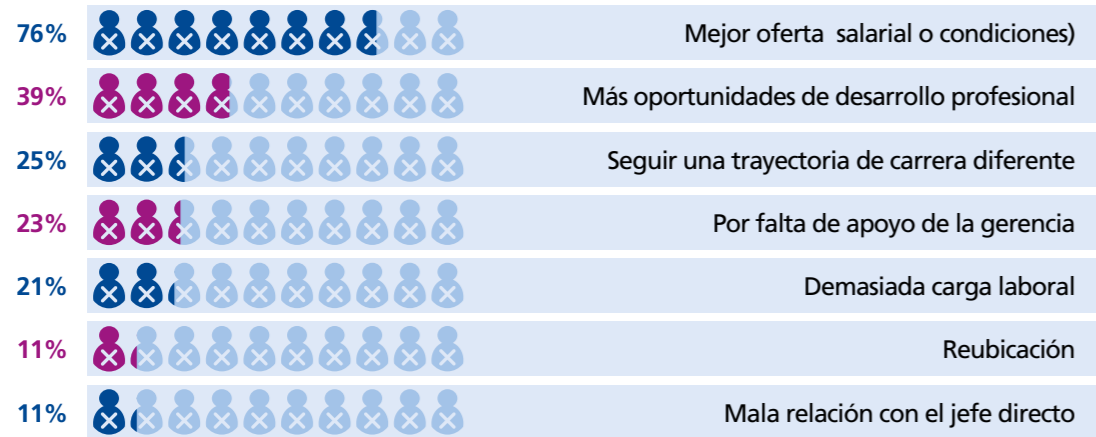 76% Mejor oferta salarial o condiciones)
39% Más oportunidades de desarrollo profesional
25% Seguir una trayectoria de carrera diferente
23% Por falta de apoyo de la gerencia
21% Demasiada carga laboral
11% Reubicación
11% Mala relación con el jefe directo